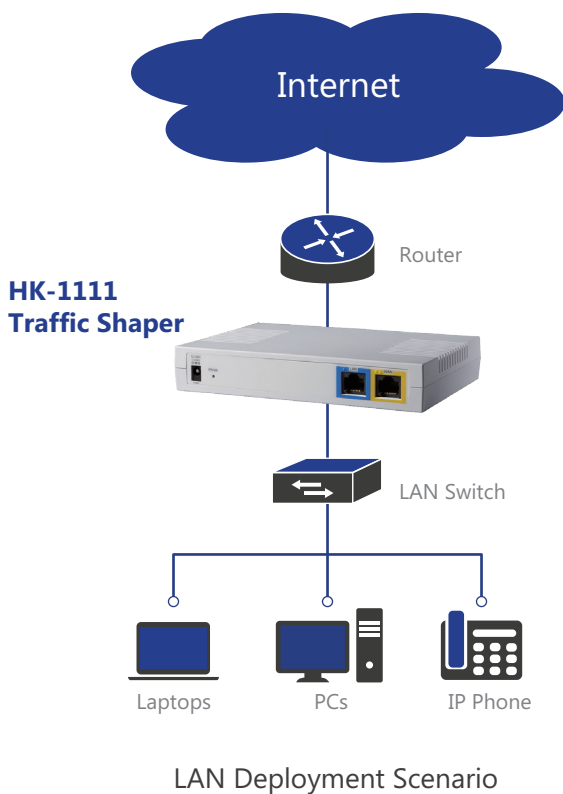 Internet
Router
HK-1111
Traffic Shaper
LAN Switch
Laptops
PCs
IP Phone
LAN Deployment Scenario